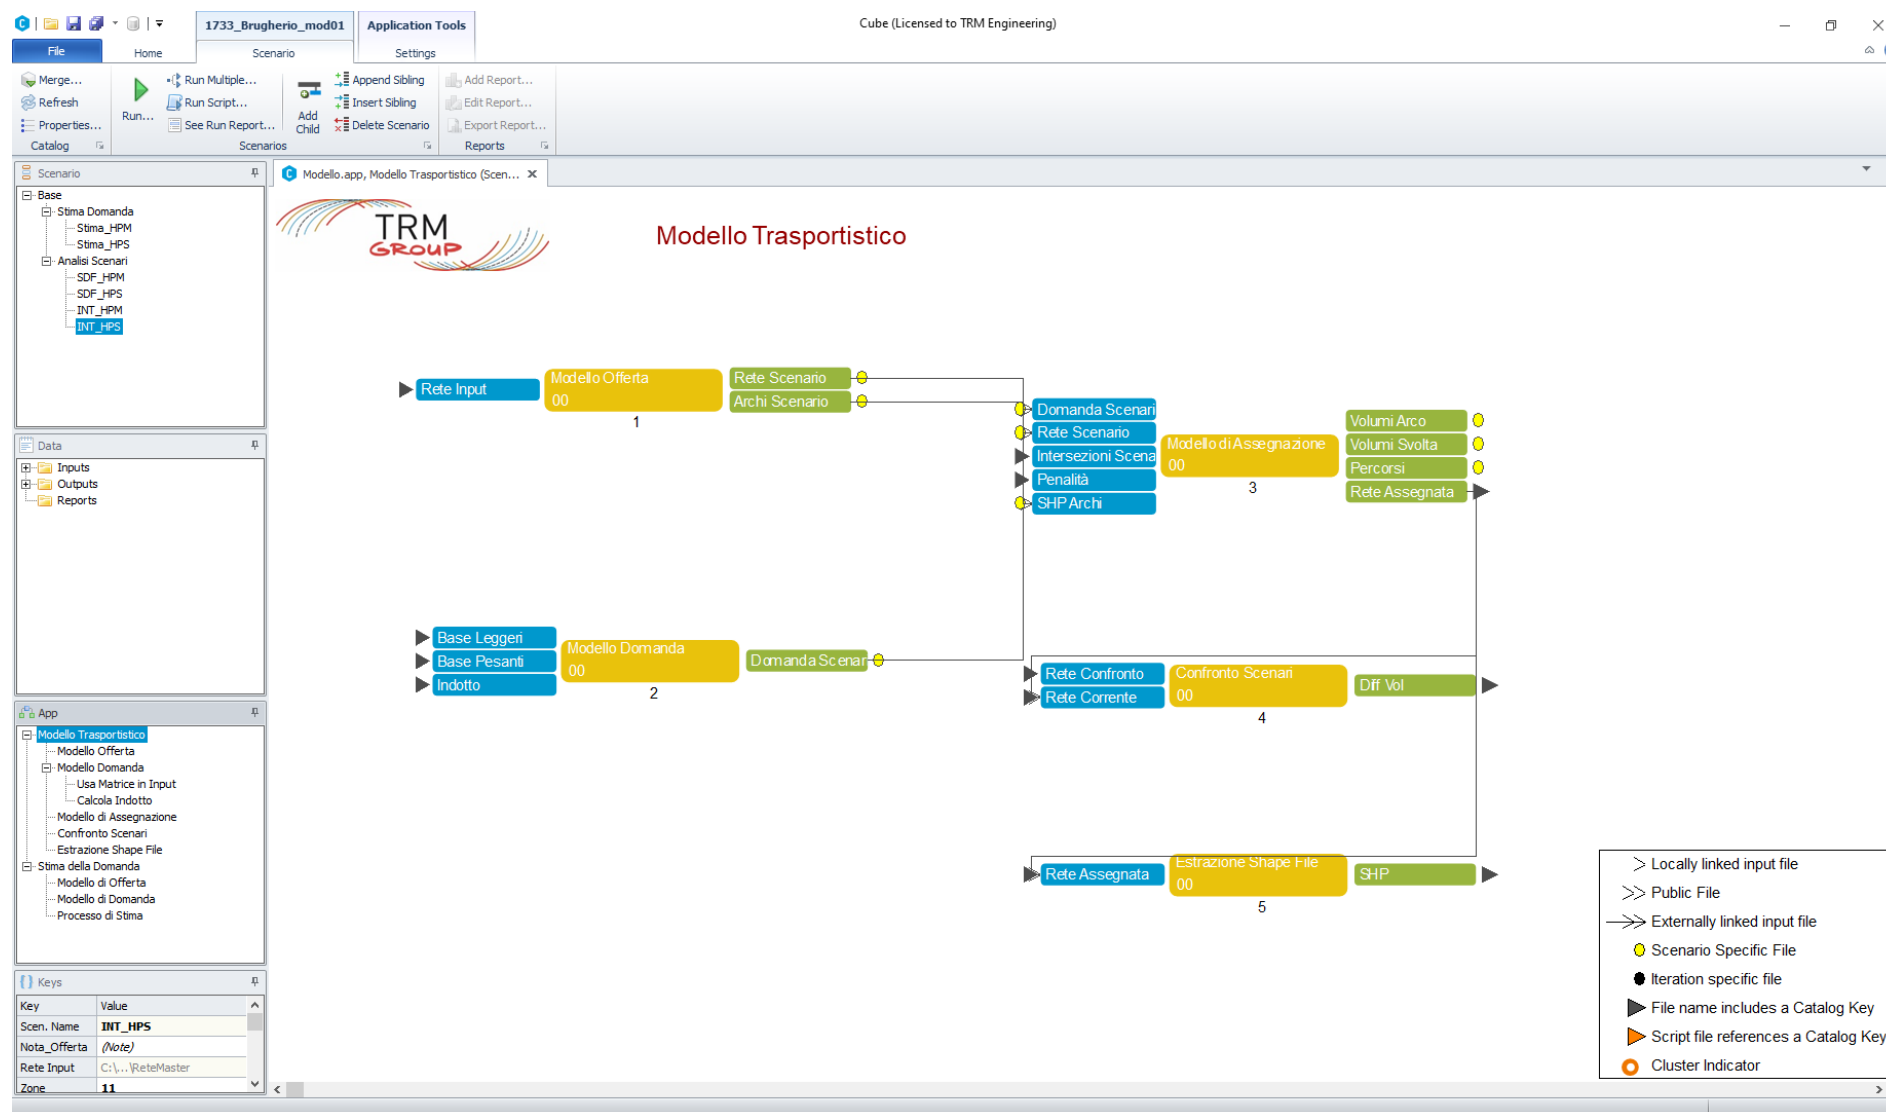 1733_Brugherio_mod01
Application Tools
Cube (Licensed to TRM Engineering)
File
Home
Scenario
Settings
Merge...
Refresh
Properties...
Catalog
Run...
Run Multiple...
Run Script...
See Run Report...
Add
Child
Append Sibling
Insert Sibling
Delete Scenario
Scenarios
Add Report...
Edit Report...
Export Report...
Reports
Scenario
Base
Stima Domanda
Stima_HPM
Stima_HPS
Analisi Scenari
SDF_HPM
SDF_HPS
INT_HPM
INT_HPS
Data
Inputs
Outputs
Reports
App
Modello Trasportistico
Modello Offerta
Modello Domanda
Usa Matrice in Input
Calcola Indotto
Modello di Assegnazione
Confronto Scenari
Estrazione Shape File
Stima della Domanda
Modello di Offerta
Modello di Domanda
Processo di Stima
Keys
Key Value
Scen. Name INT_HPS
Nota_Offerta (Note)
Rete Input C:\...\ReteMaster
Zone 11
Modello.app, Modello Trasportistico (Scen...
TRM
GROUP
Modello Trasportistico
Rete Input
Modello Offerta
00
1
Rete Scenario
Archi Scenario
Domanda Scenari
Rete Scenario
Intersezioni Scena
Penalità
SHP Archi
Modello di Assegnazione
00
3
Volumi Arco
Volumi Svolta
Percorsi
Rete Assegnata
Base Leggeri
Base Pesanti
Indotto
Modello Domanda
00
2
Domanda Scenar
Rete Confronto
Rete Corrente
Confronto Scenari
00
4
Diff Vol
Rete Assegnata
Estrazione Shape File
00
5
SHP
Locally linked input file
Public File
Externally linked input file
Scenario Specific File
Iteration specific file
File name includes a Catalog Key
Script file references a Catalog Key
Cluster Indicator